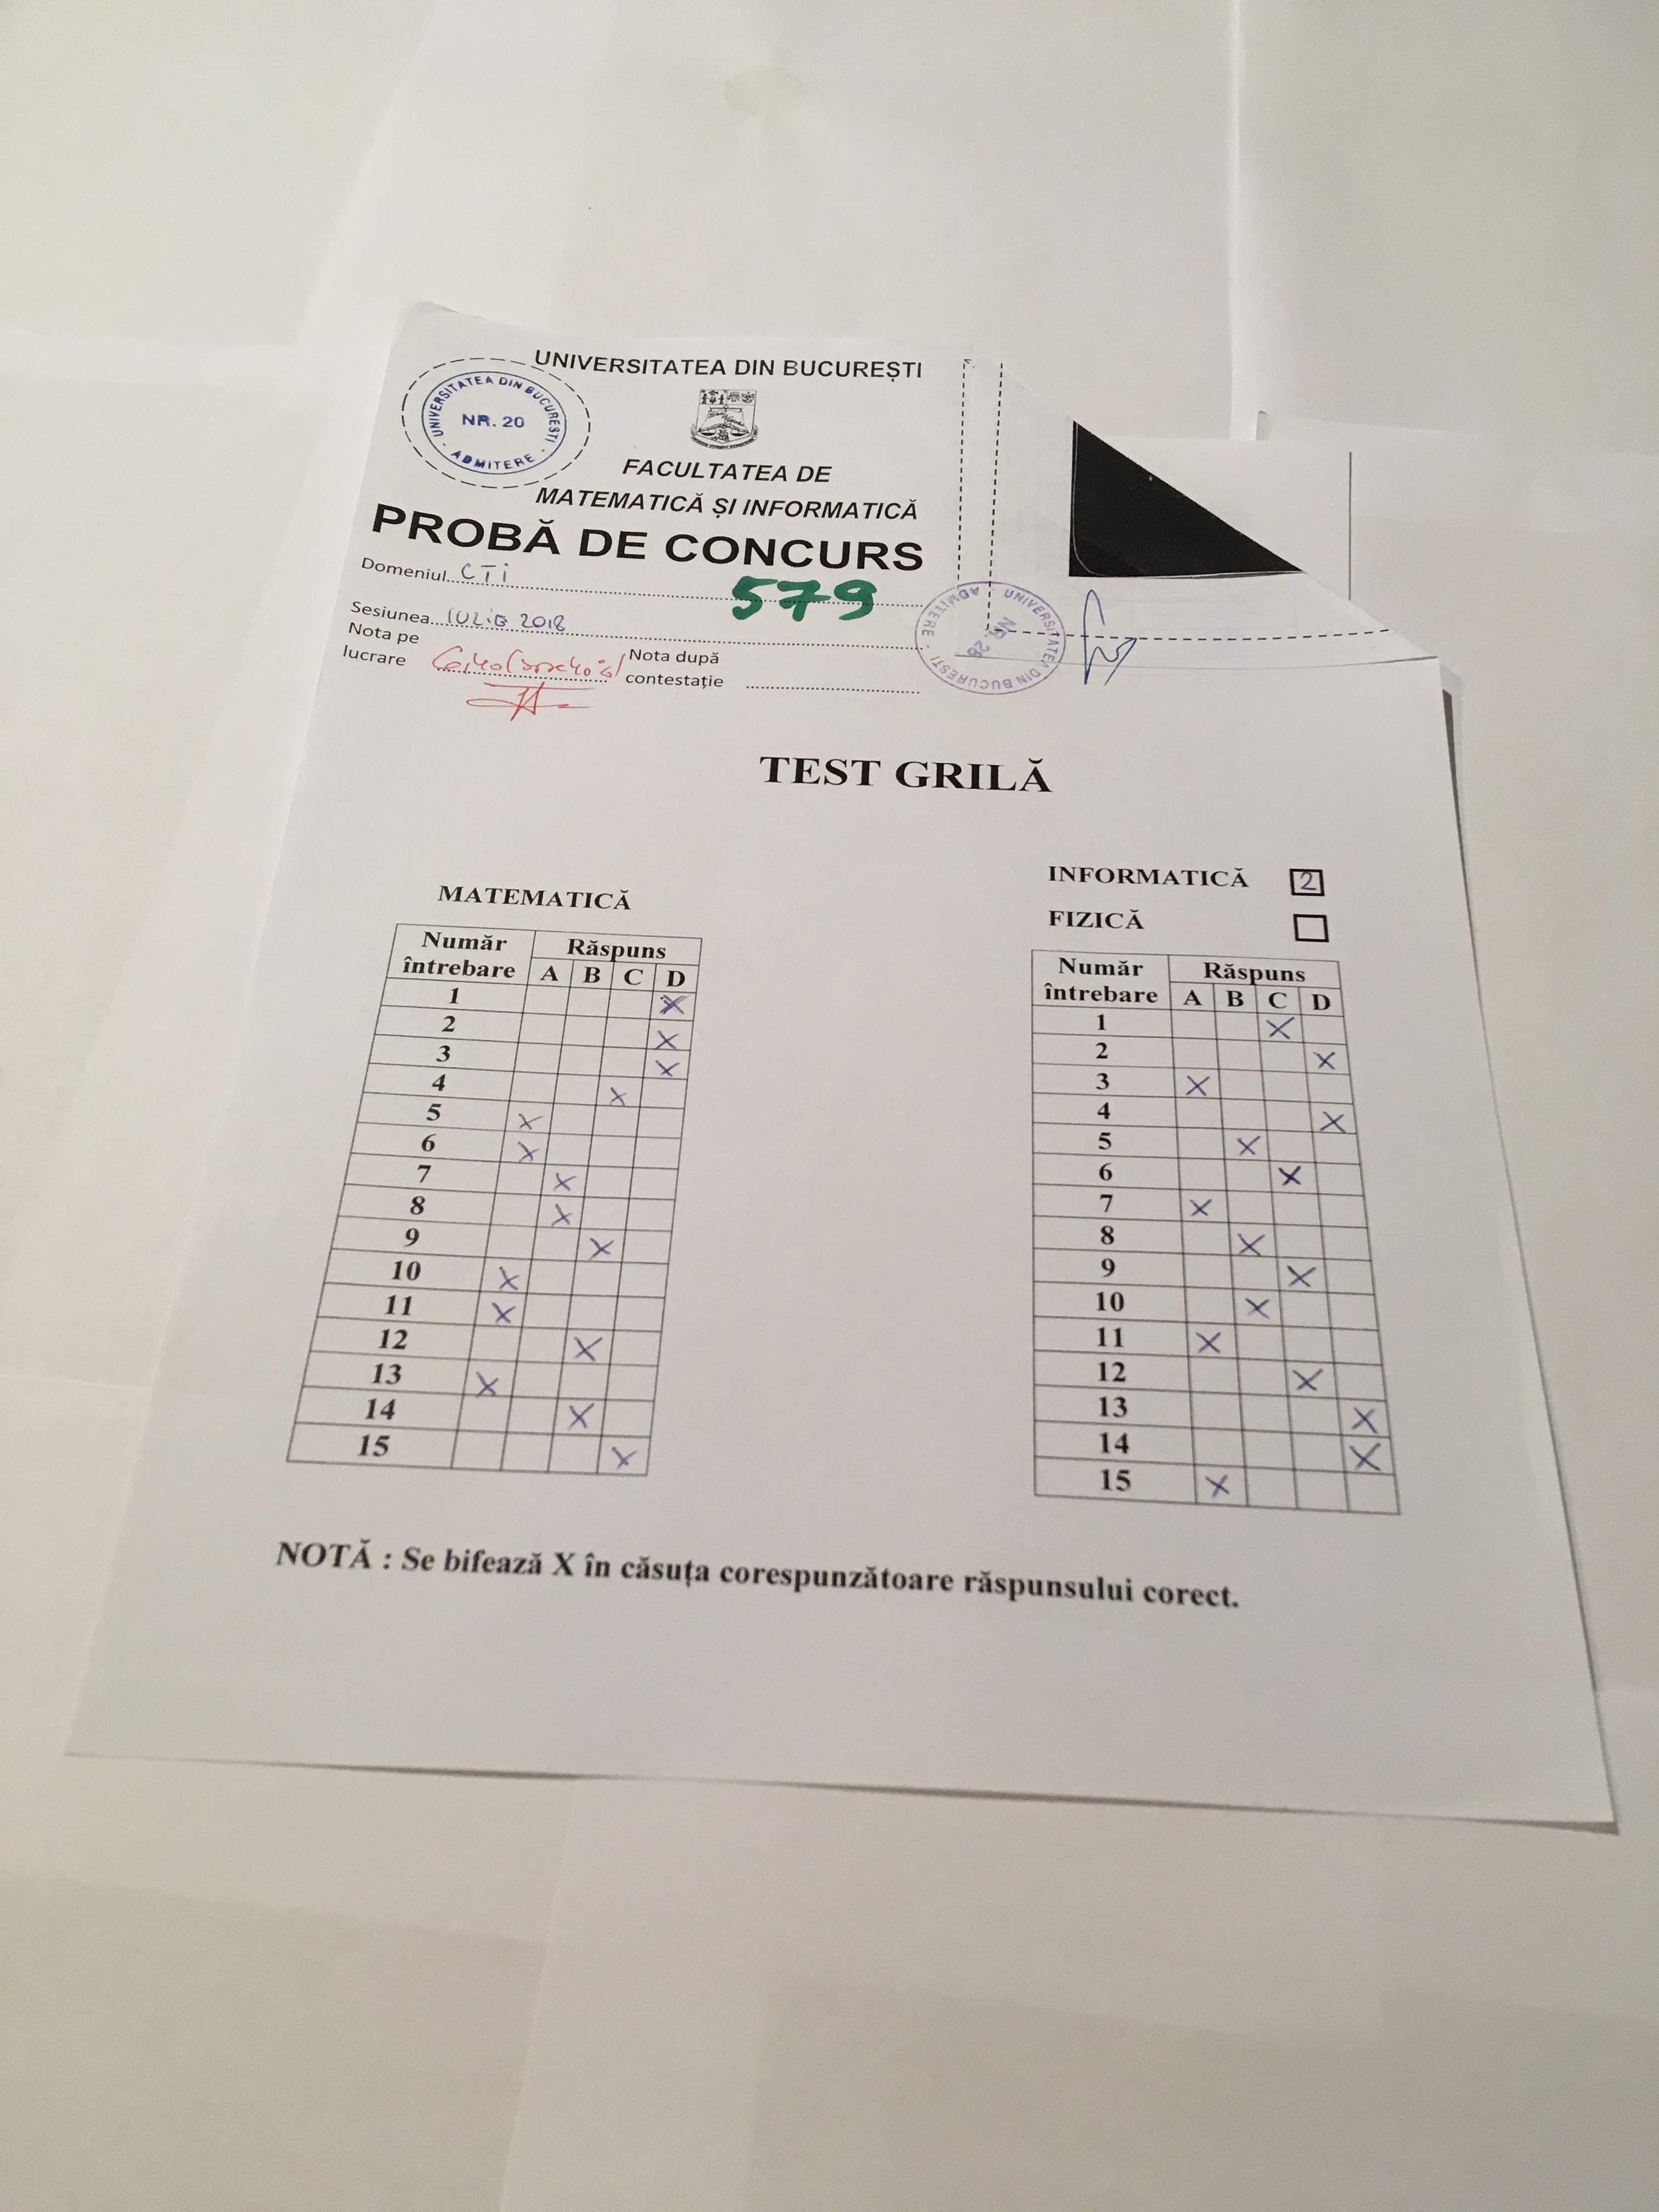 UNIVERSITATEA DIN BUCUREȘTI
UNIVERSITATEA DIN BUCUREȘTI
NR. 20
ADMITERE
FACULTATEA DE
MATEMATICĂ ȘI INFORMATICĂ
PROBĂ DE CONCURS
Domeniul CTI
579
Sesiunea IULIE 2018
Nota pe
lucrare
Nota după
contestație
UNIVERSITATEA DIN BUCUREȘTI
NR. 28
ADMITERE
TEST GRILĂ
MATEMATICĂ
Număr întrebare Răspuns
A B C D
1 X
2 X
3 X
4 X
5 X
6 X
7 X
8 X
9 X
10 X
11 X
12 X
13 X
14 X
15 X
INFORMATICĂ 2
FIZICĂ
Număr întrebare Răspuns
A B C D
1 X
2 X
3 X
4 X
5 X
6 X
7 X
8 X
9 X
10 X
11 X
12 X
13 X
14 X
15 X
NOTĂ : Se bifează X în căsuța corespunzătoare răspunsului corect.